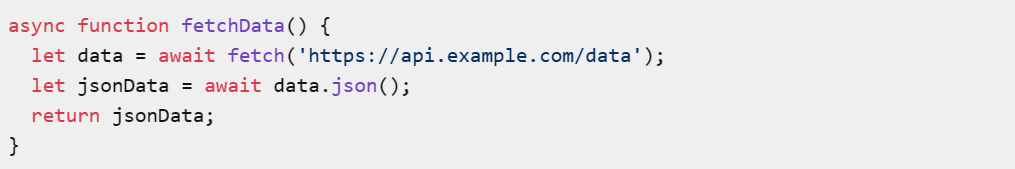 async function fetchData() {
  let data = await fetch('https://api.example.com/data');
  let jsonData = await data.json();
  return jsonData;
}